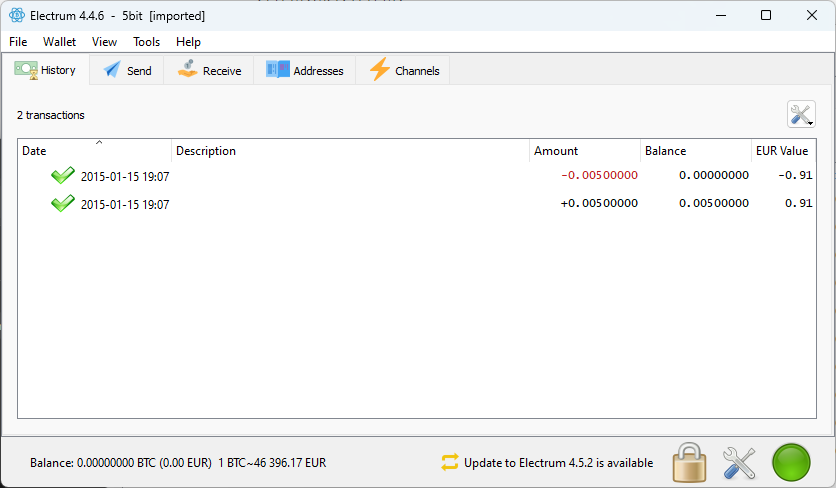 Electrum 4.4.6 - 5bit [imported]
File Wallet View Tools Help
History Send Receive Addresses Channels
2 transactions
Date Description Amount Balance EUR Value
2015-01-15 19:07 -0.00500000 0.00000000 -0.91
2015-01-15 19:07 +0.00500000 0.00500000 0.91
Balance: 0.00000000 BTC (0.00 EUR) 1 BTC~46 396.17 EUR Update to Electrum 4.5.2 is available